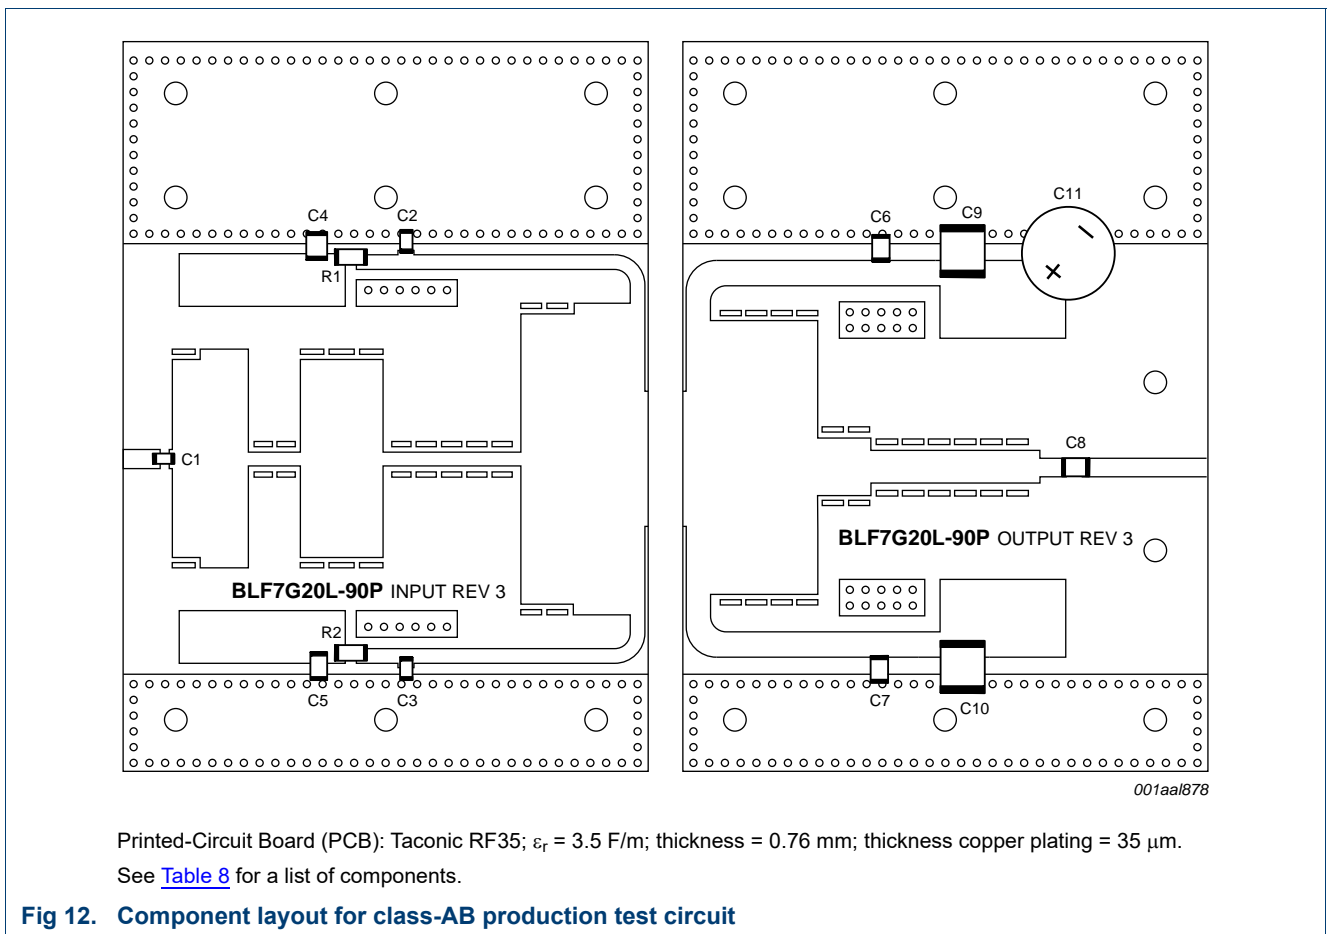 C4
C2
R1
C6
C9
C11
C1
C8
BLF7G20L-90P INPUT REV 3
BLF7G20L-90P OUTPUT REV 3
R2
C5
C3
C7
C10
001aal878
Printed-Circuit Board (PCB): Taconic RF35; εr = 3.5 F/m; thickness = 0.76 mm; thickness copper plating = 35 μm.
See Table 8 for a list of components.
Fig 12. Component layout for class-AB production test circuit